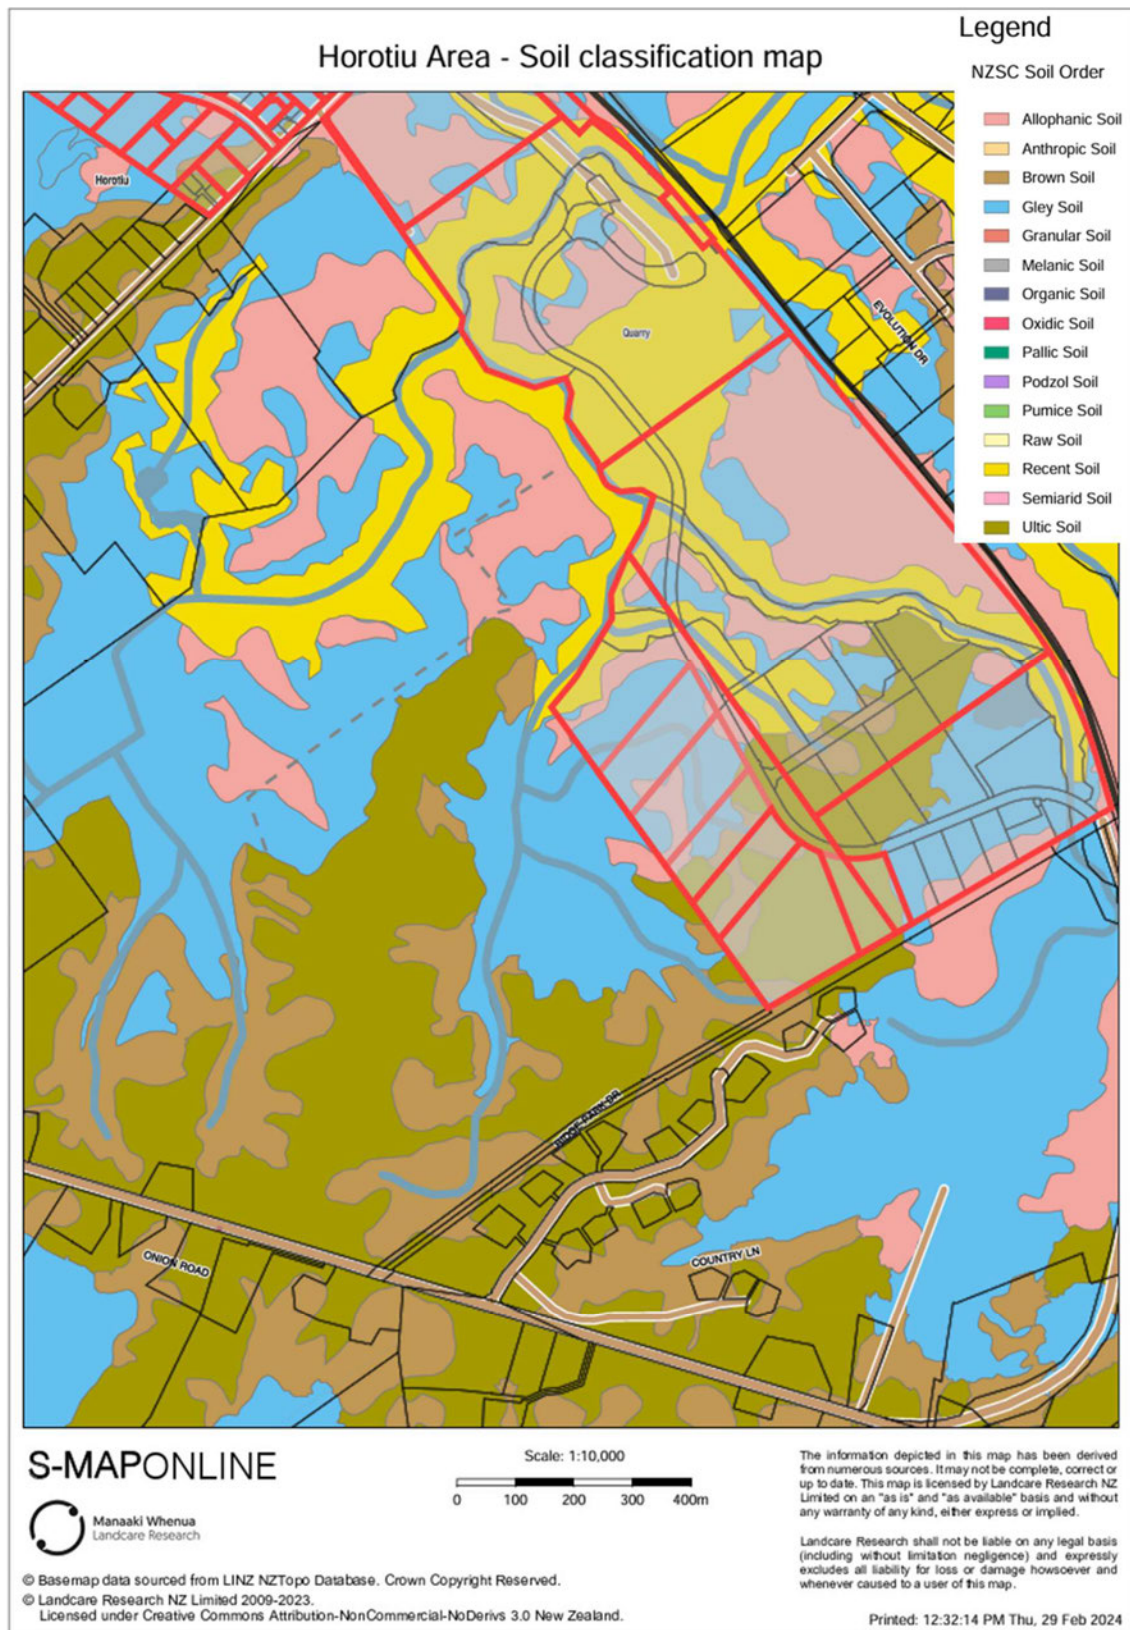 Legend
Horotiu Area - Soil classification map
NZSC Soil Order
Allophanic Soil
Anthropic Soil
Brown Soil
Gley Soil
Granular Soil
Melanic Soil
Organic Soil
Oxidic Soil
Pallic Soil
Podzol Soil
Pumice Soil
Raw Soil
Recent Soil
Semiarid Soil
Ultic Soil
Horotiu
Quarry
EVOLUTION DR
RIDGE PARK DR
ONION ROAD
COUNTRY LN
S-MAPONLINE
Manaaki Whenua
Landcare Research
Scale: 1:10,000
0 100 200 300 400m
The information depicted in this map has been derived
from numerous sources. It may not be complete, correct or
up to date. This map is licensed by Landcare Research NZ
Limited on an "as is" and "as available" basis and without
any warranty of any kind, either express or implied.
Landcare Research shall not be liable on any legal basis
(including without limitation negligence) and expressly
excludes all liability for loss or damage howsoever and
whenever caused to a user of this map.
© Basemap data sourced from LINZ NZTopo Database. Crown Copyright Reserved.
© Landcare Research NZ Limited 2009-2023.
Licensed under Creative Commons Attribution-NonCommercial-NoDerivs 3.0 New Zealand.
Printed: 12:32:14 PM Thu, 29 Feb 2024